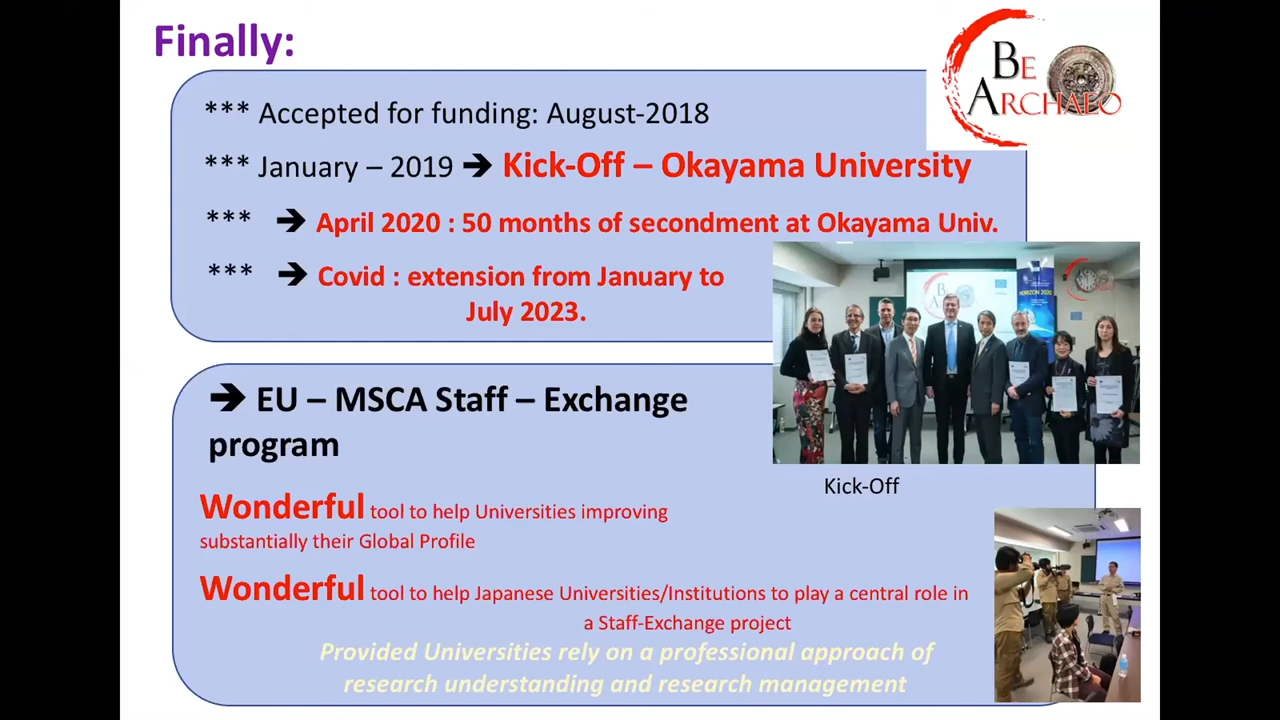 Finally:
BE
ARCHAEO
*** Accepted for funding: August-2018
*** January – 2019 ➔ Kick-Off – Okayama University
*** ➔ April 2020 : 50 months of secondment at Okayama Univ.
*** ➔ Covid : extension from January to
July 2023.
BE
HORIZON 2020
➔ EU – MSCA Staff – Exchange
program
Kick-Off
Wonderful tool to help Universities improving
substantially their Global Profile
Wonderful tool to help Japanese Universities/Institutions to play a central role in
a Staff-Exchange project
Provided Universities rely on a professional approach of
research understanding and research management